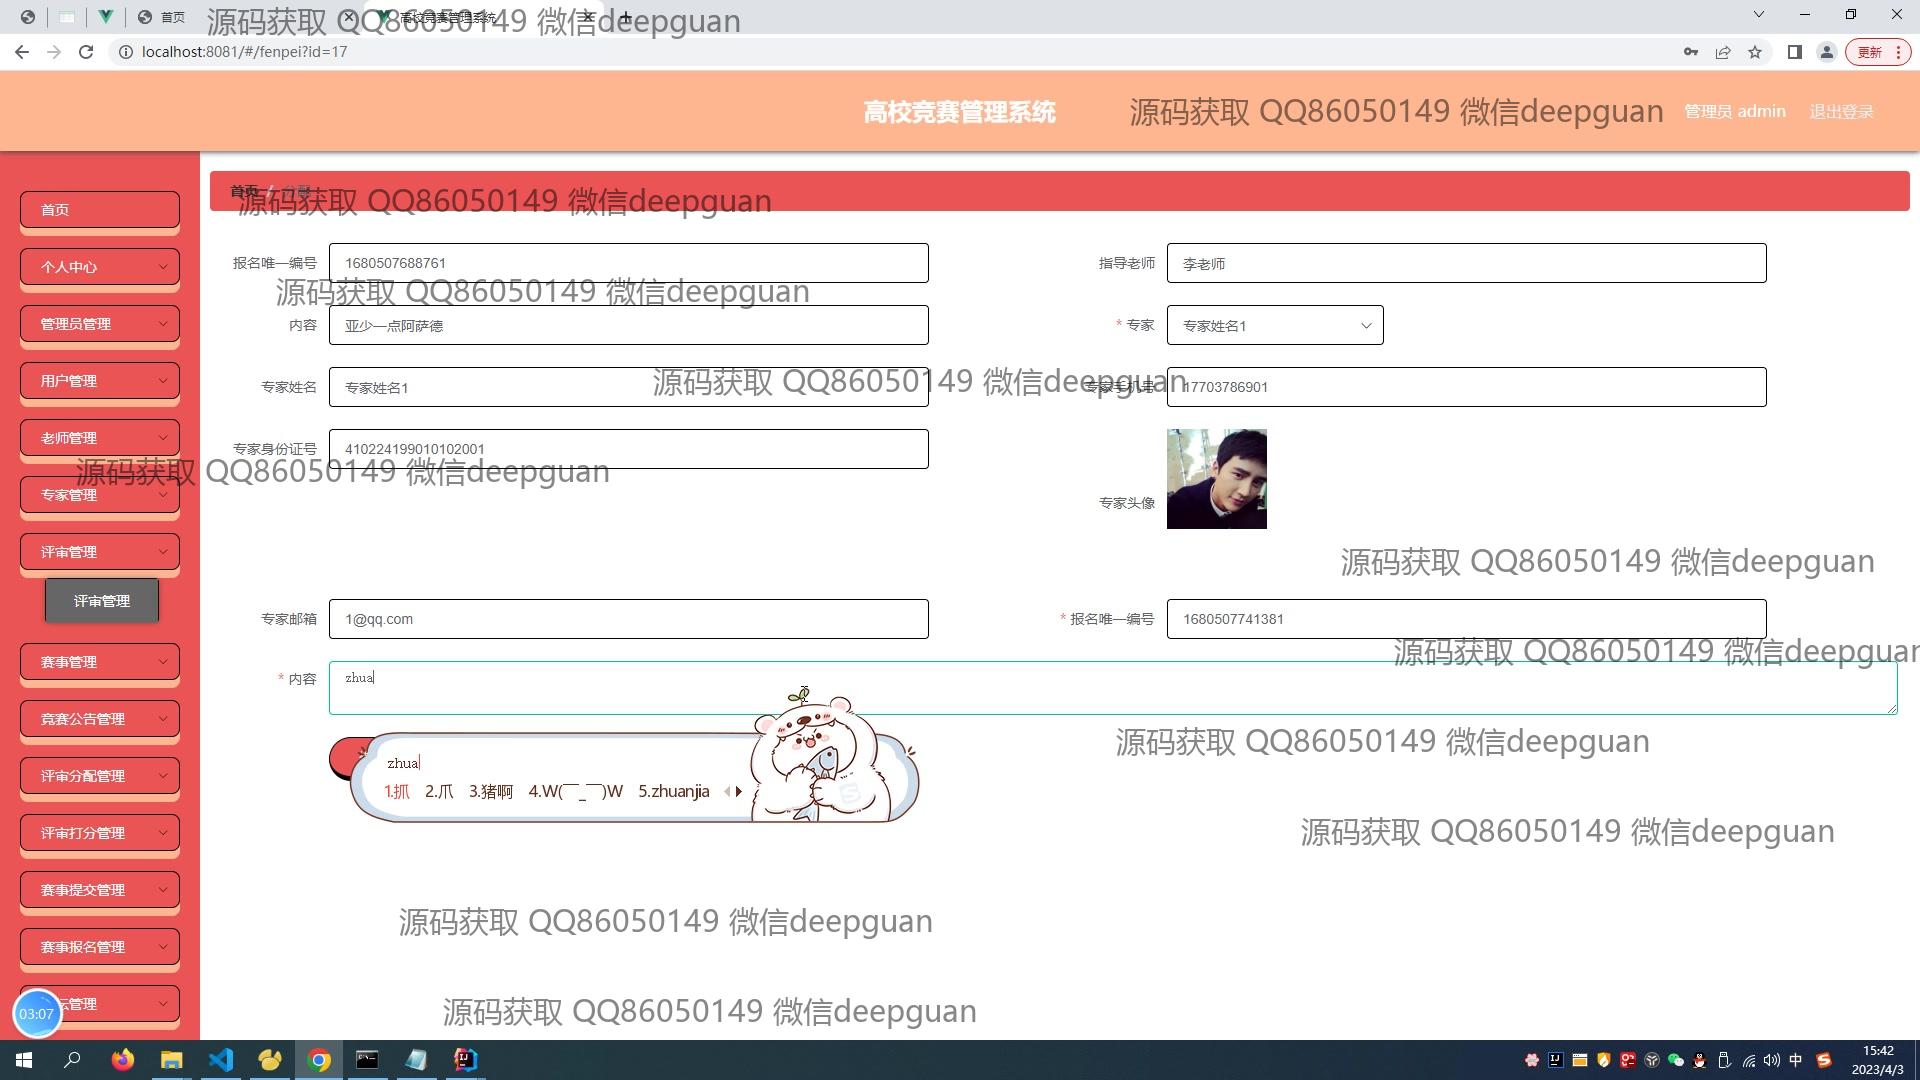 首页
高校竞赛管理系统
源码获取 QQ86050149 微信deepguan
localhost:8081/#/fenpei?id=17
更新
高校竞赛管理系统
源码获取 QQ86050149 微信deepguan
管理员 admin
退出登录
首页 /
源码获取 QQ86050149 微信deepguan
首页
个人中心
管理员管理
用户管理
老师管理
专家管理
评审管理
评审管理
赛事管理
竞赛公告管理
评审分配管理
评审打分管理
赛事提交管理
赛事报名管理
坛管理
03:07
报名唯一编号 1680507688761
指导老师 李老师
源码获取 QQ86050149 微信deepguan
内容 亚少一点阿萨德
* 专家 专家姓名1
专家姓名 专家姓名1
源码获取 QQ86050149 微信deepguan
专家手机号 17703786901
专家身份证号 410224199010102001
源码获取 QQ86050149 微信deepguan
专家头像
源码获取 QQ86050149 微信deepguan
专家邮箱 1@qq.com
* 报名唯一编号 1680507741381
源码获取 QQ86050149 微信deepguan
* 内容 zhua
源码获取 QQ86050149 微信deepguan
zhua
1.抓 2.爪 3.猪啊 4.W(￣_￣)W 5.zhuanjia
源码获取 QQ86050149 微信deepguan
源码获取 QQ86050149 微信deepguan
源码获取 QQ86050149 微信deepguan
中
15:42
2023/4/3